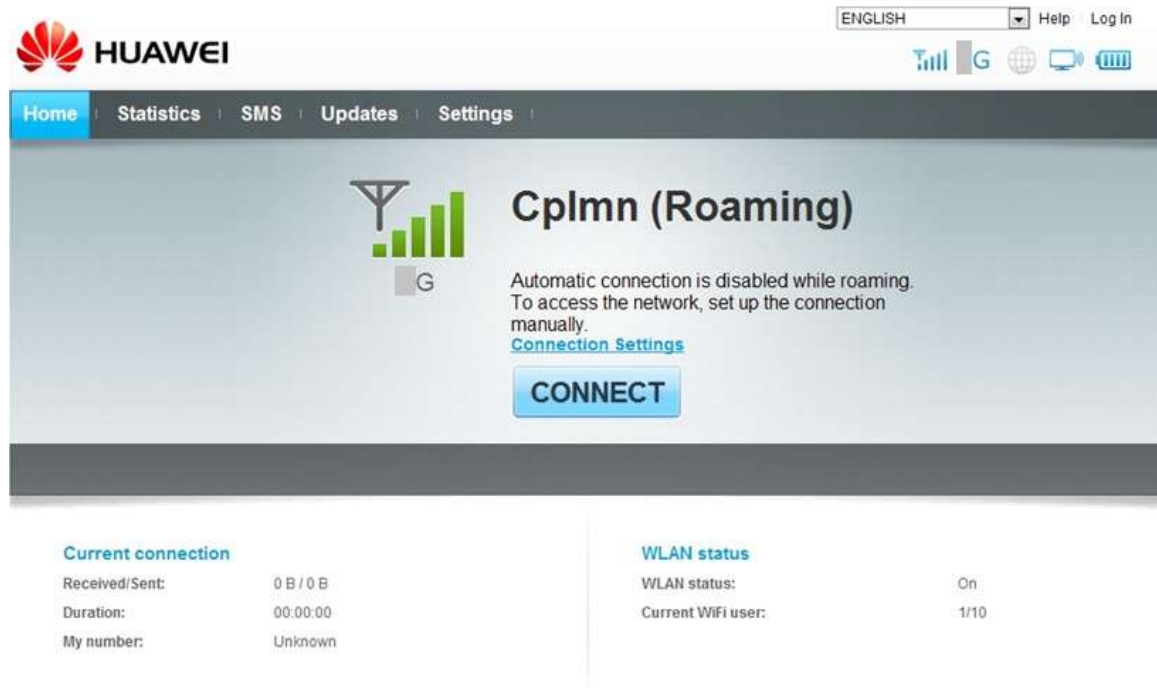 ENGLISH Help Log In
HUAWEI
G
Home Statistics SMS Updates Settings
Cplmn (Roaming)
G
Automatic connection is disabled while roaming.
To access the network, set up the connection
manually.
Connection Settings
CONNECT
Current connection
Received/Sent: 0 B / 0 B
Duration: 00:00:00
My number: Unknown
WLAN status
WLAN status: On
Current WiFi user: 1/10